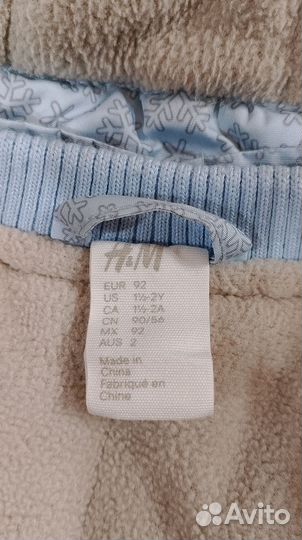 H&M
EUR 92
US 1½-2Y
CA 1½-2A
CN 90/56
MX 92
AUS 2
Made in
China
Fabriqué en
Chine
Avito